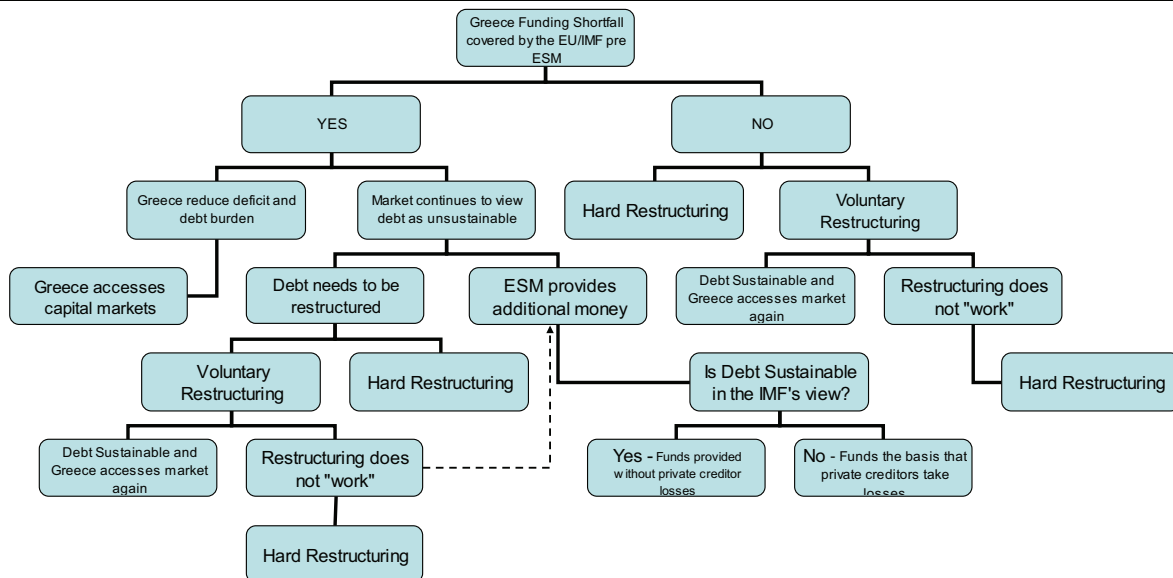 Greece Funding Shortfall
covered by the EU/IMF pre
ESM
YES
NO
Greece reduce deficit and
debt burden
Market continues to view
debt as unsustainable
Hard Restructuring
Voluntary
Restructuring
Greece accesses
capital markets
Debt needs to be
restructured
ESM provides
additional money
Debt Sustainable and
Greece accesses market
again
Restructuring does
not "work"
Voluntary
Restructuring
Hard Restructuring
Is Debt Sustainable
in the IMF's view?
Hard Restructuring
Debt Sustainable and
Greece accesses market
again
Restructuring does
not "work"
Yes - Funds provided
without private creditor
losses
No - Funds the basis that
private creditors take
losses
Hard Restructuring